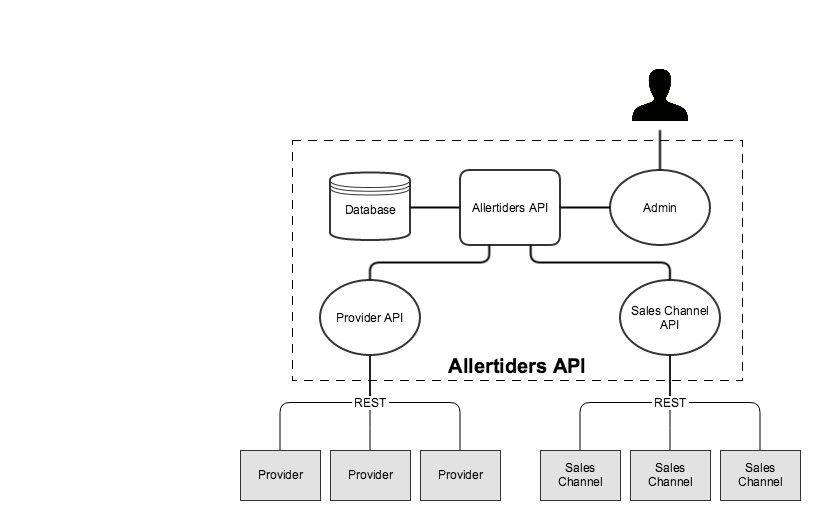 Database
Allertiders API
Admin
Provider API
Sales Channel
API
Allertiders API
REST
REST
Provider
Provider
Provider
Sales
Channel
Sales
Channel
Sales
Channel